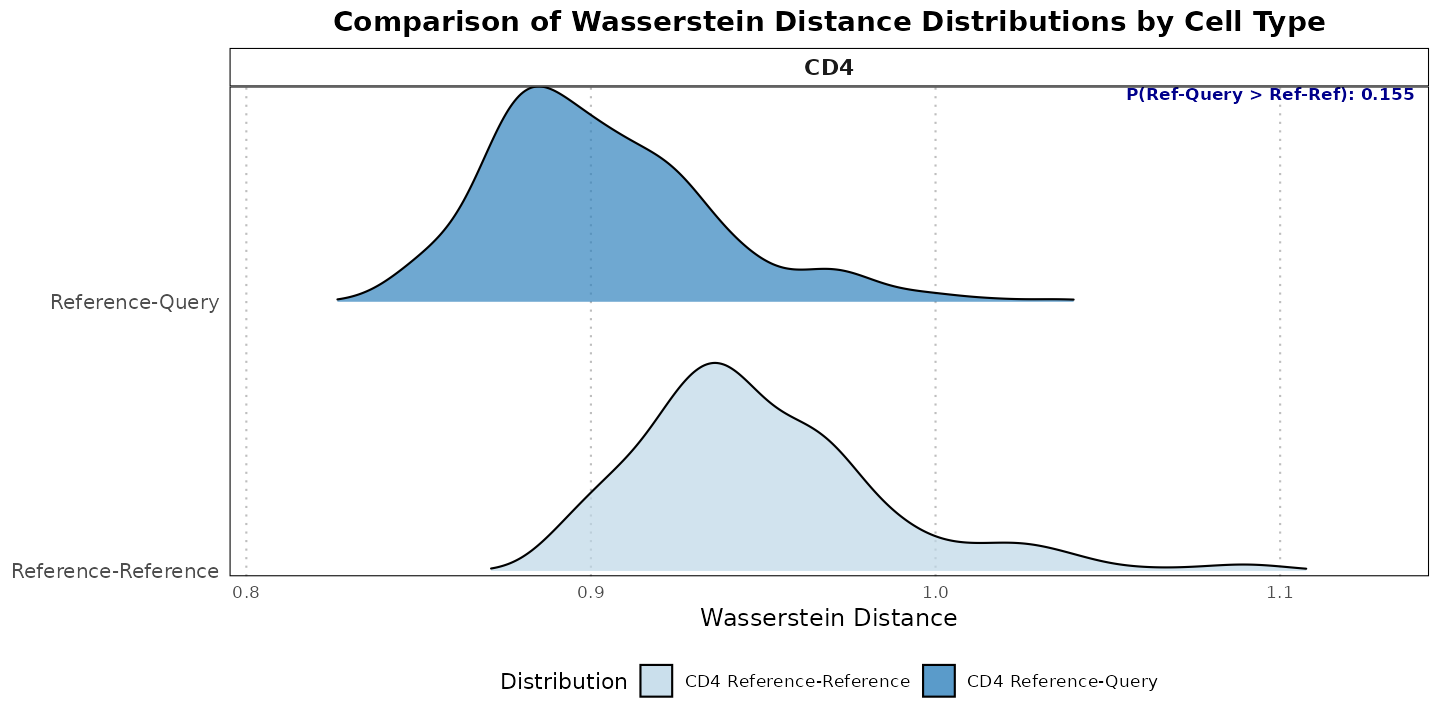 Comparison of Wasserstein Distance Distributions by Cell Type
CD4
P(Ref-Query > Ref-Ref): 0.155
Reference-Query
Reference-Reference
0.8 0.9 1.0 1.1
Wasserstein Distance
Distribution CD4 Reference-Reference CD4 Reference-Query